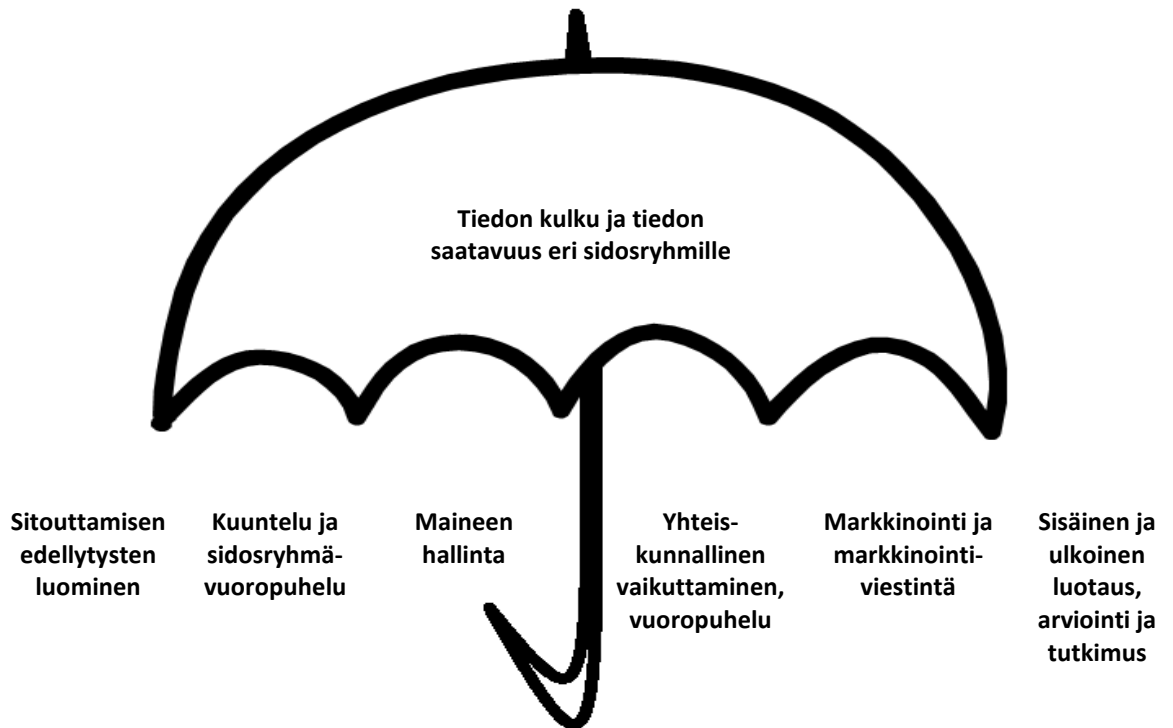 Tiedon kulku ja tiedon
saatavuus eri sidosryhmille
Sitouttamisen
edellytysten
luominen
Kuuntelu ja
sidosryhmä-
vuoropuhelu
Maineen
hallinta
Yhteis-
kunnallinen
vaikuttaminen,
vuoropuhelu
Markkinointi ja
markkinointi-
viestintä
Sisäinen ja
ulkoinen
luotaus,
arviointi ja
tutkimus